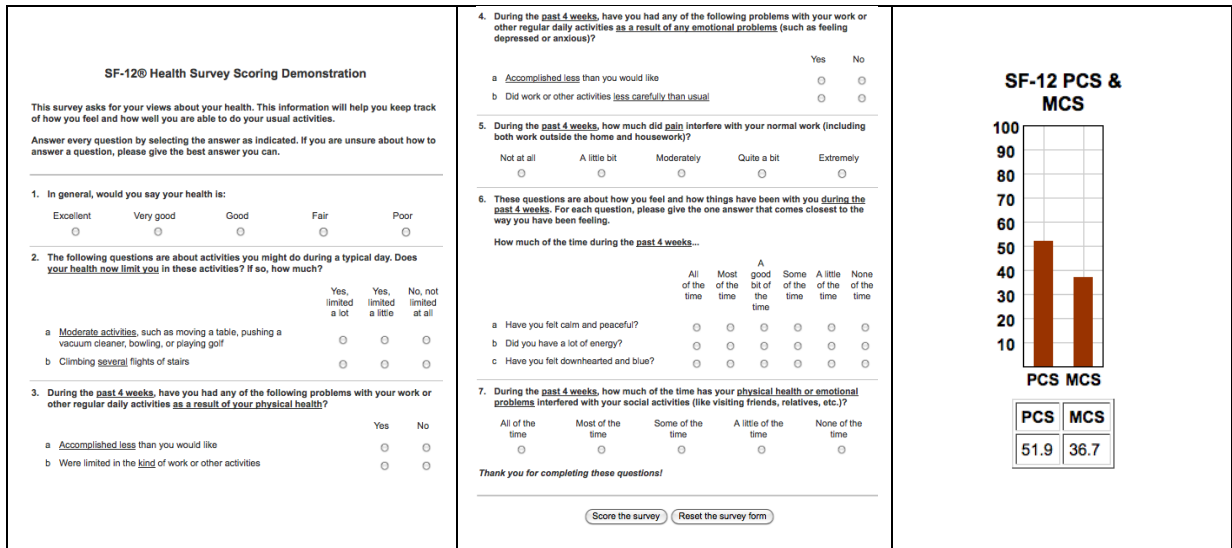 SF-12® Health Survey Scoring Demonstration
This survey asks for your views about your health. This information will help you keep track
of how you feel and how well you are able to do your usual activities.
Answer every question by selecting the answer as indicated. If you are unsure about how to
answer a question, please give the best answer you can.
1. In general, would you say your health is:
Excellent Very good Good Fair Poor
2. The following questions are about activities you might do during a typical day. Does
your health now limit you in these activities? If so, how much?
Yes, Yes, No, not
limited limited limited
a lot a little at all
a Moderate activities, such as moving a table, pushing a
vacuum cleaner, bowling, or playing golf
b Climbing several flights of stairs
3. During the past 4 weeks, have you had any of the following problems with your work or
other regular daily activities as a result of your physical health?
Yes No
a Accomplished less than you would like
b Were limited in the kind of work or other activities
4. During the past 4 weeks, have you had any of the following problems with your work or
other regular daily activities as a result of any emotional problems (such as feeling
depressed or anxious)?
Yes No
a Accomplished less than you would like
b Did work or other activities less carefully than usual
5. During the past 4 weeks, how much did pain interfere with your normal work (including
both work outside the home and housework)?
Not at all A little bit Moderately Quite a bit Extremely
6. These questions are about how you feel and how things have been with you during the
past 4 weeks. For each question, please give the one answer that comes closest to the
way you have been feeling.
How much of the time during the past 4 weeks...
A
All Most good Some A little None
of the of the bit of of the of the of the
time time the time time time
time
a Have you felt calm and peaceful?
b Did you have a lot of energy?
c Have you felt downhearted and blue?
7. During the past 4 weeks, how much of the time has your physical health or emotional
problems interfered with your social activities (like visiting friends, relatives, etc.)?
All of the Most of the Some of the A little of the None of the
time time time time time
Thank you for completing these questions!
Score the survey Reset the survey form
SF-12 PCS &
MCS
100
90
80
70
60
50
40
30
20
10
PCS MCS
PCS MCS
51.9 36.7